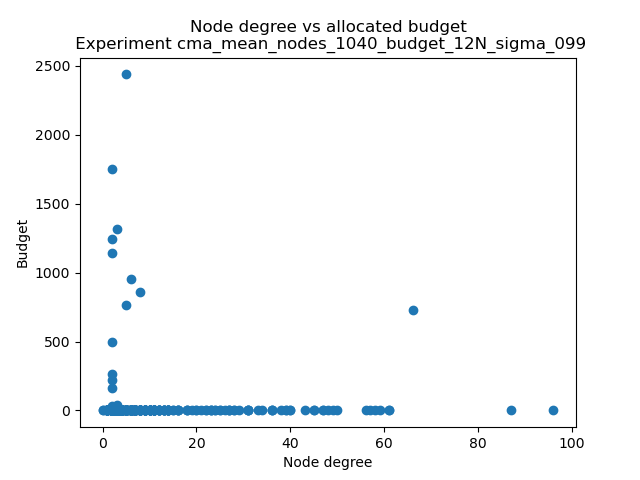 Node degree vs allocated budget
Experiment cma_mean_nodes_1040_budget_12N_sigma_099
2500
2000
1500
1000
500
0
Budget
0 20 40 60 80 100
Node degree